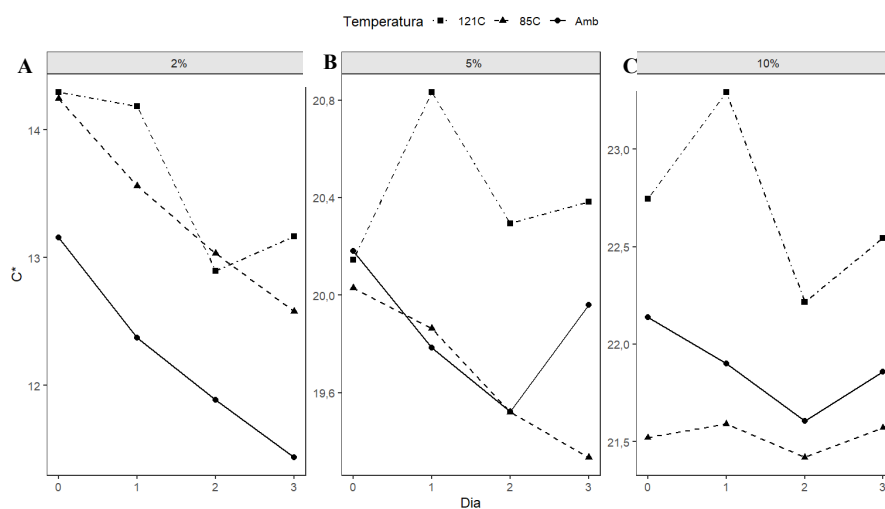 Temperatura 121C 85C Amb
A 2% B 5% C 10%
C*
14
13
12
20,8
20,4
20,0
19,6
23,0
22,5
22,0
21,5
0 1 2 3 0 1 2 3 0 1 2 3
Dia